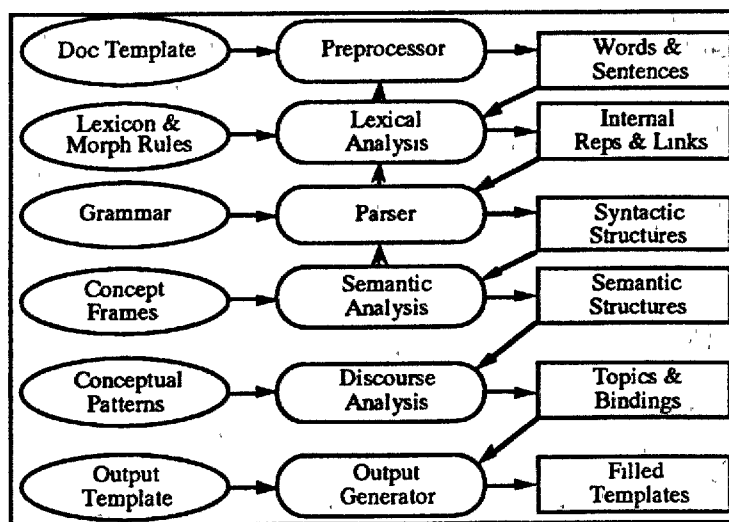 Doc Template
Preprocessor
Words &
Sentences
Lexicon &
Morph Rules
Lexical
Analysis
Internal
Reps & Links
Grammar
Parser
Syntactic
Structures
Concept
Frames
Semantic
Analysis
Semantic
Structures
Conceptual
Patterns
Discourse
Analysis
Topics &
Bindings
Output
Template
Output
Generator
Filled
Templates